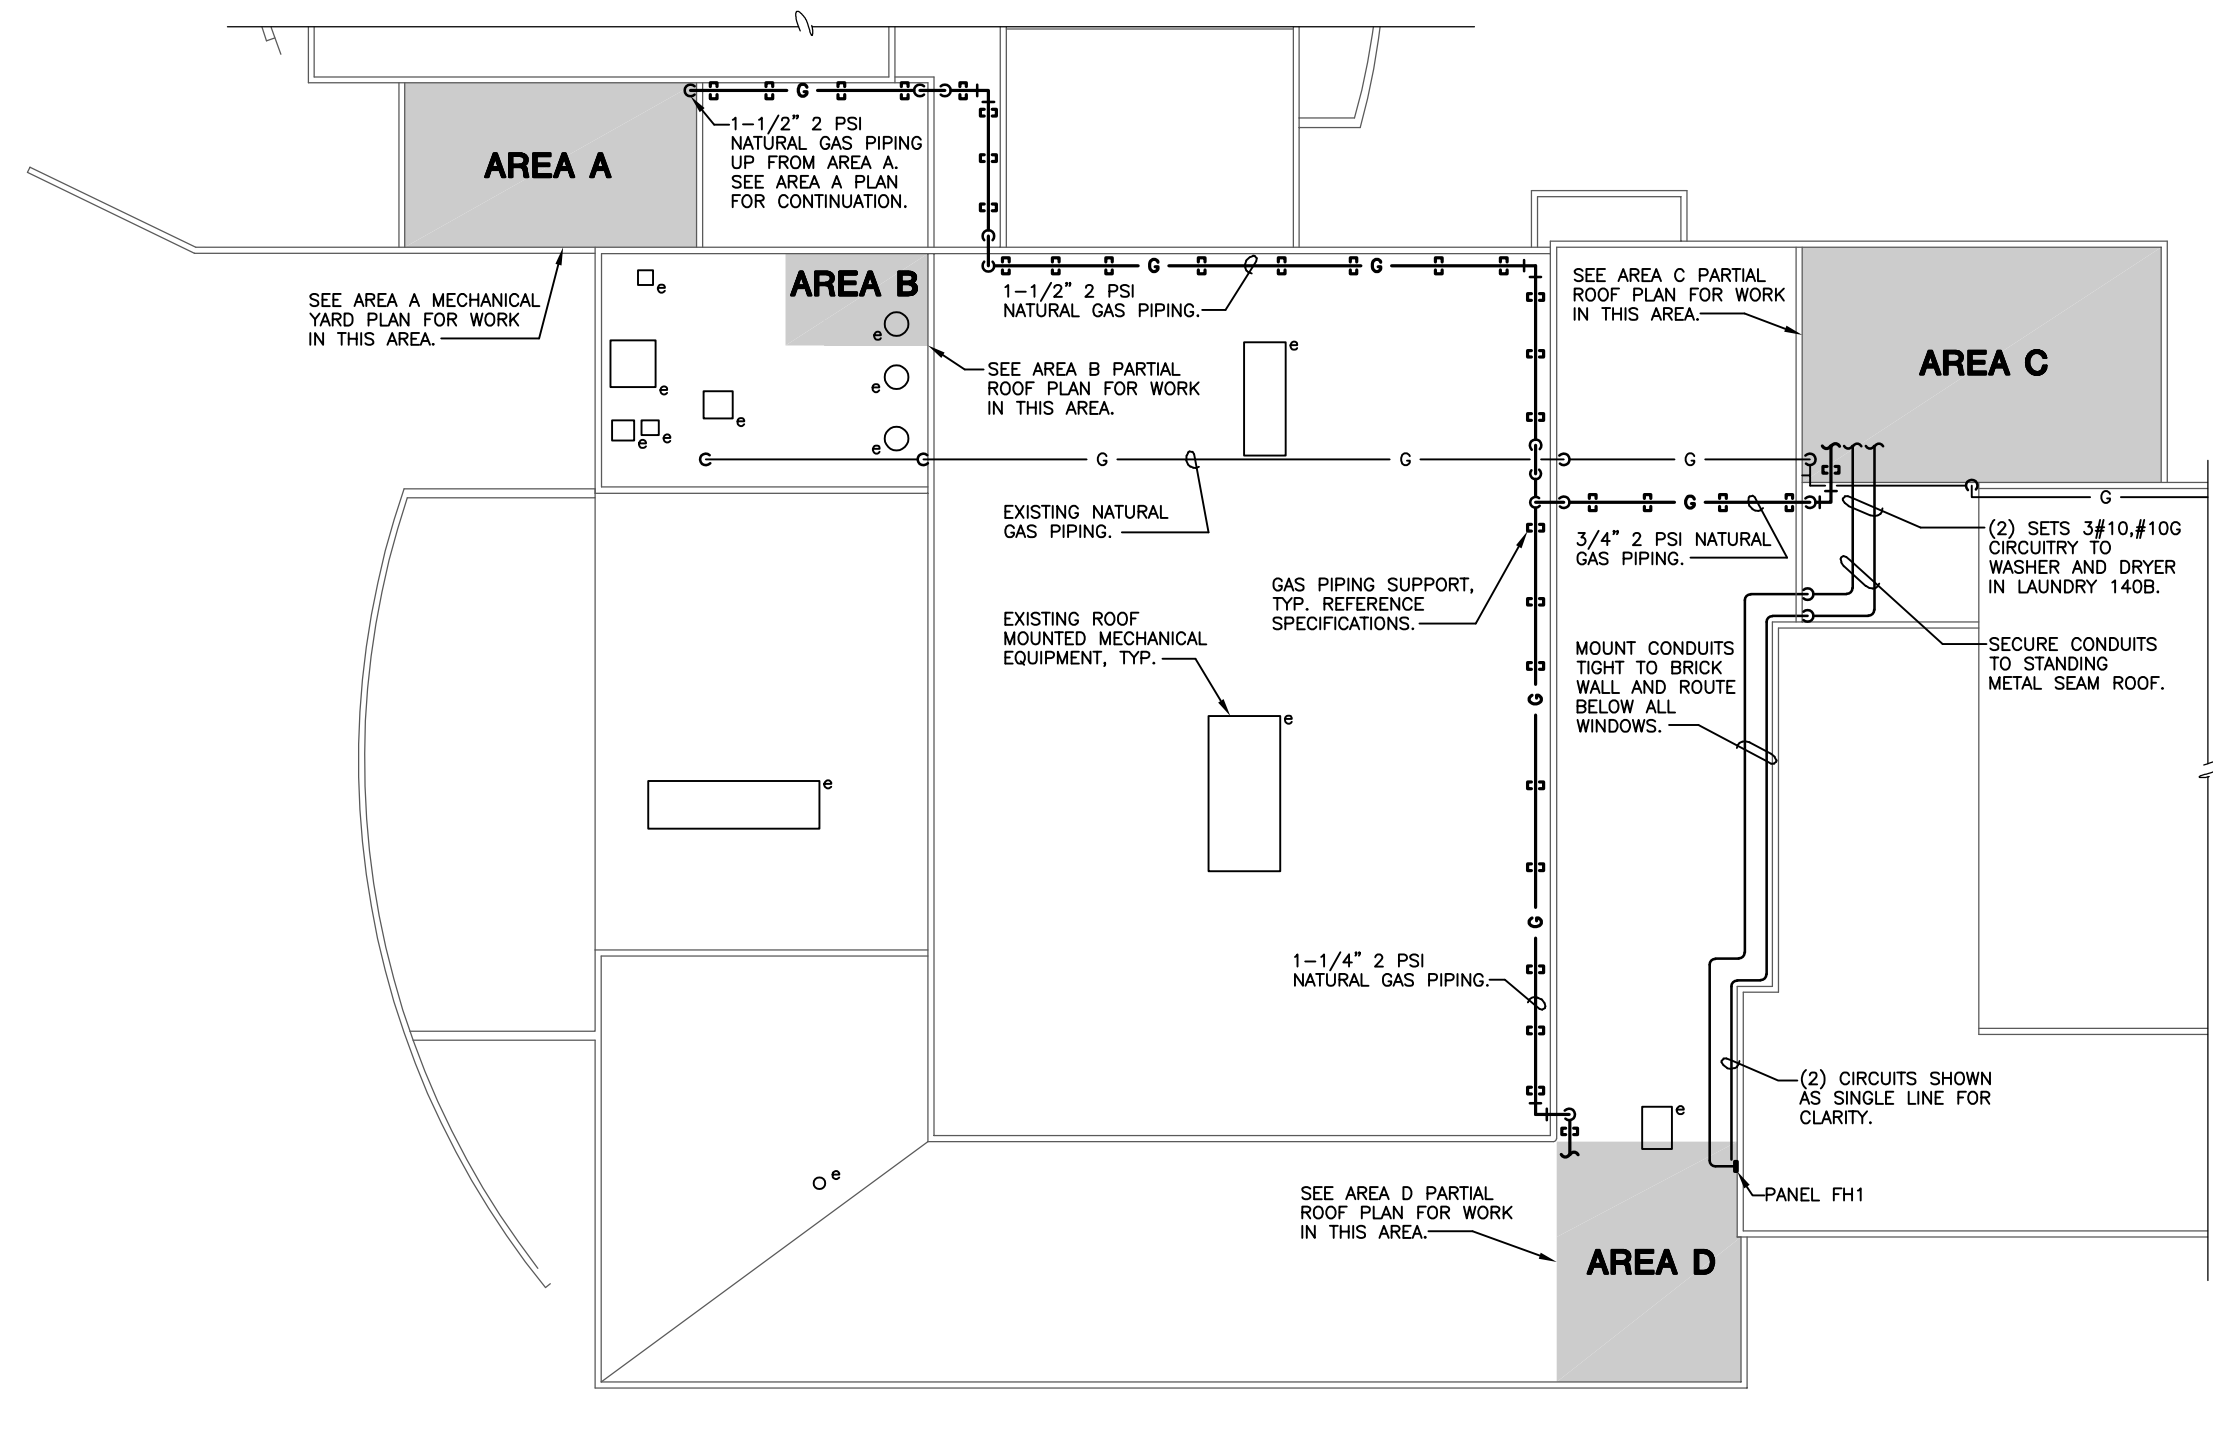 G
1-1/2" 2 PSI
NATURAL GAS PIPING
UP FROM AREA A.
SEE AREA A PLAN
FOR CONTINUATION.
AREA A
SEE AREA A MECHANICAL
YARD PLAN FOR WORK
IN THIS AREA.
e
AREA B
e
e
e
e
e
e
e
e
SEE AREA B PARTIAL
ROOF PLAN FOR WORK
IN THIS AREA.
G
G
1-1/2" 2 PSI
NATURAL GAS PIPING.
e
SEE AREA C PARTIAL
ROOF PLAN FOR WORK
IN THIS AREA.
AREA C
G
G
G
G
G
EXISTING NATURAL
GAS PIPING.
3/4" 2 PSI NATURAL
GAS PIPING.
(2) SETS 3#10,#10G
CIRCUITRY TO
WASHER AND DRYER
IN LAUNDRY 140B.
GAS PIPING SUPPORT,
TYP. REFERENCE
SPECIFICATIONS.
EXISTING ROOF
MOUNTED MECHANICAL
EQUIPMENT, TYP.
e
MOUNT CONDUITS
TIGHT TO BRICK
WALL AND ROUTE
BELOW ALL
WINDOWS.
SECURE CONDUITS
TO STANDING
METAL SEAM ROOF.
G
e
G
1-1/4" 2 PSI
NATURAL GAS PIPING.
(2) CIRCUITS SHOWN
AS SINGLE LINE FOR
CLARITY.
e
e
PANEL FH1
SEE AREA D PARTIAL
ROOF PLAN FOR WORK
IN THIS AREA.
AREA D